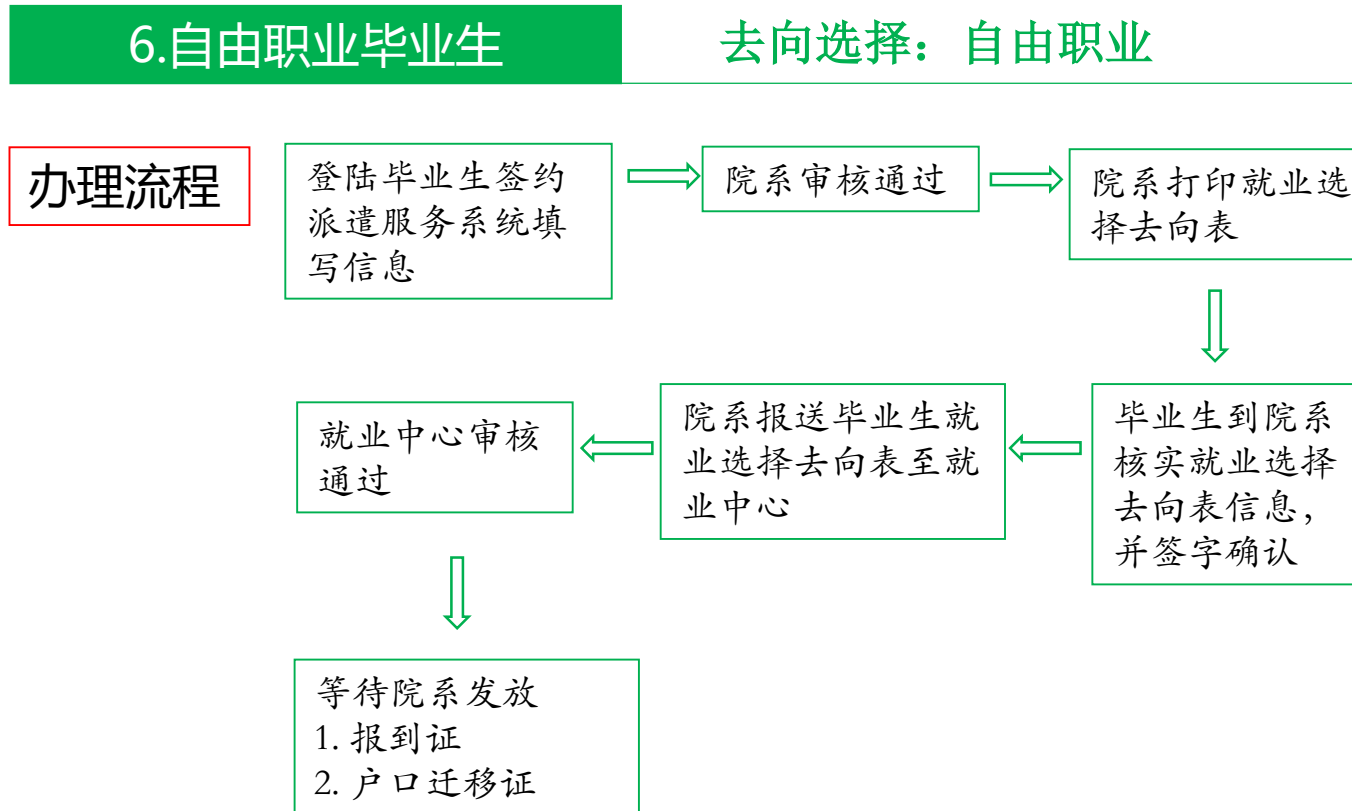 6.自由职业毕业生
去向选择：自由职业
办理流程
登陆毕业生签约
派遣服务系统填
写信息
院系审核通过
院系打印就业选
择去向表
毕业生到院系
核实就业选择
去向表信息，
并签字确认
院系报送毕业生就
业选择去向表至就
业中心
就业中心审核
通过
等待院系发放
1. 报到证
2. 户口迁移证